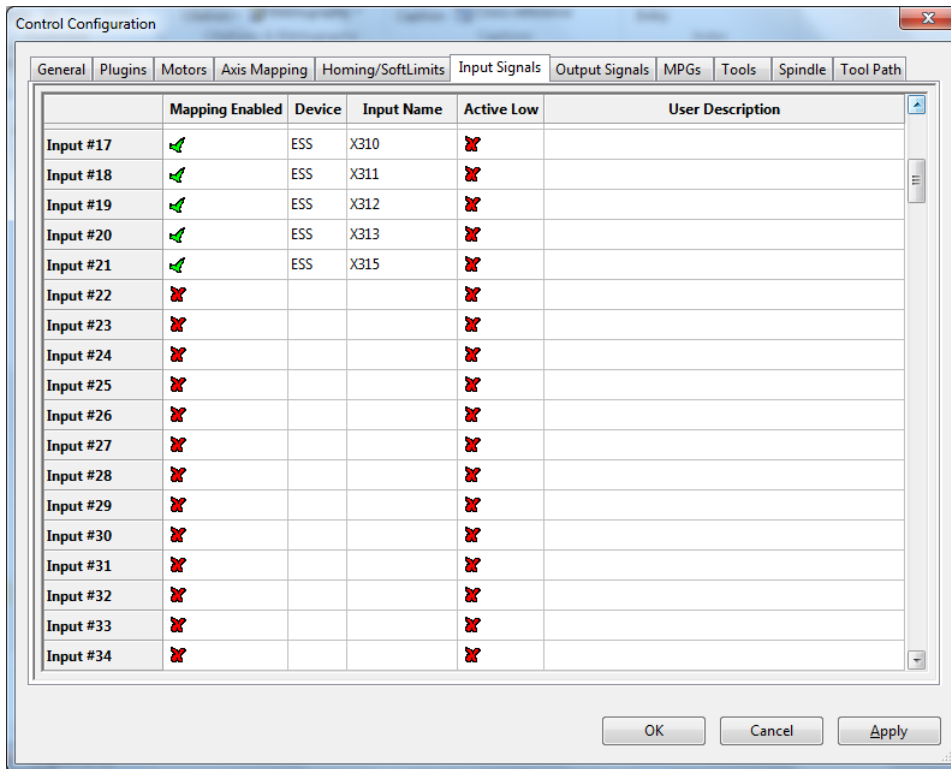 Control Configuration
General Plugins Motors Axis Mapping Homing/SoftLimits Input Signals Output Signals MPGs Tools Spindle Tool Path
Mapping Enabled Device Input Name Active Low User Description
Input #17 ESS X310
Input #18 ESS X311
Input #19 ESS X312
Input #20 ESS X313
Input #21 ESS X315
Input #22
Input #23
Input #24
Input #25
Input #26
Input #27
Input #28
Input #29
Input #30
Input #31
Input #32
Input #33
Input #34
OK Cancel Apply